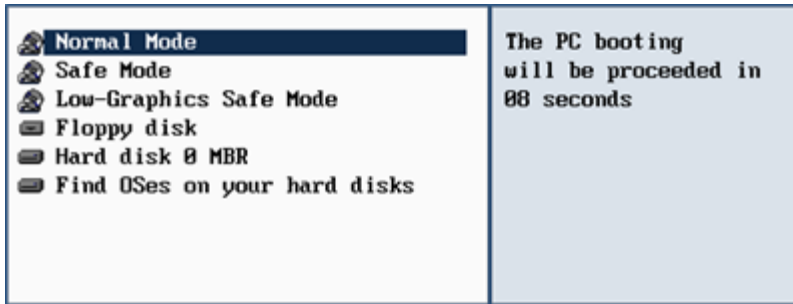 Normal Mode
Safe Mode
Low-Graphics Safe Mode
Floppy disk
Hard disk 0 MBR
Find OSes on your hard disks
The PC booting
will be proceeded in
08 seconds